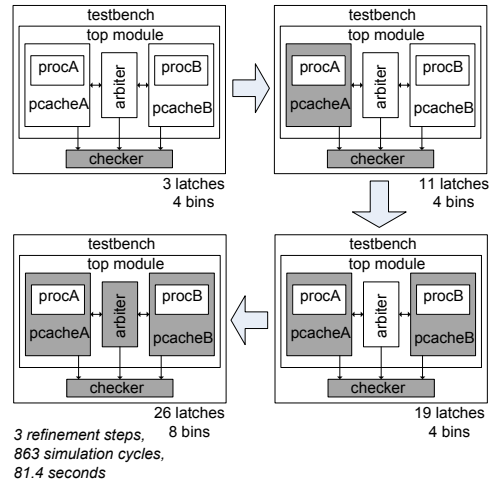 testbench
top module
procA
pcacheA
arbiter
procB
pcacheB
checker
3 latches
4 bins
testbench
top module
procA
pcacheA
arbiter
procB
pcacheB
checker
11 latches
4 bins
testbench
top module
procA
pcacheA
arbiter
procB
pcacheB
checker
19 latches
4 bins
testbench
top module
procA
pcacheA
arbiter
procB
pcacheB
checker
26 latches
8 bins
3 refinement steps,
863 simulation cycles,
81.4 seconds